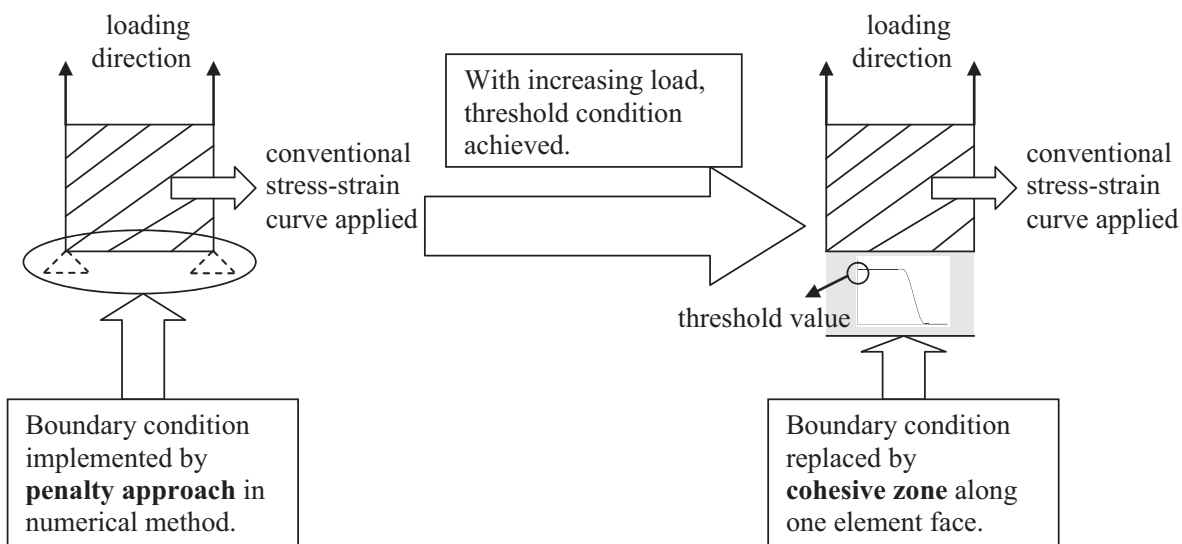 loading
direction
conventional
stress-strain
curve applied
Boundary condition
implemented by
penalty approach in
numerical method.
With increasing load,
threshold condition
achieved.
loading
direction
conventional
stress-strain
curve applied
threshold value
Boundary condition
replaced by
cohesive zone along
one element face.